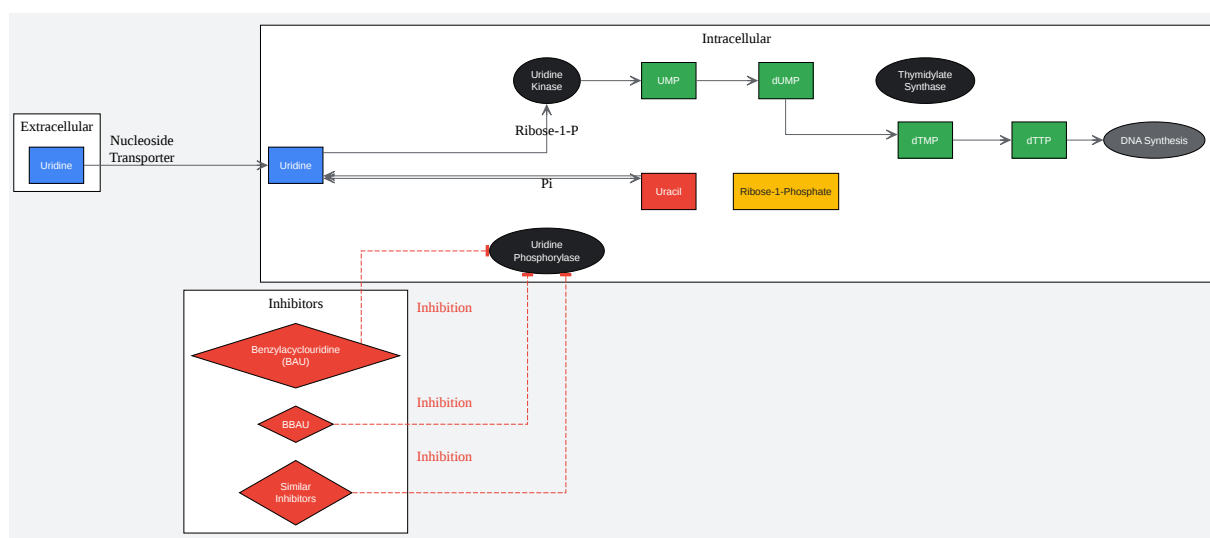 Intracellular
Uridine
Kinase
UMP
dUMP
Thymidylate
Synthase
Extracellular
Nucleoside
Transporter
Ribose-1-P
dTMP
dTTP
DNA Synthesis
Uridine
Uridine
Pi
Uracil
Ribose-1-Phosphate
Uridine
Phosphorylase
Inhibitors
Inhibition
Benzylacyclouridine
(BAU)
Inhibition
BBAU
Inhibition
Similar
Inhibitors